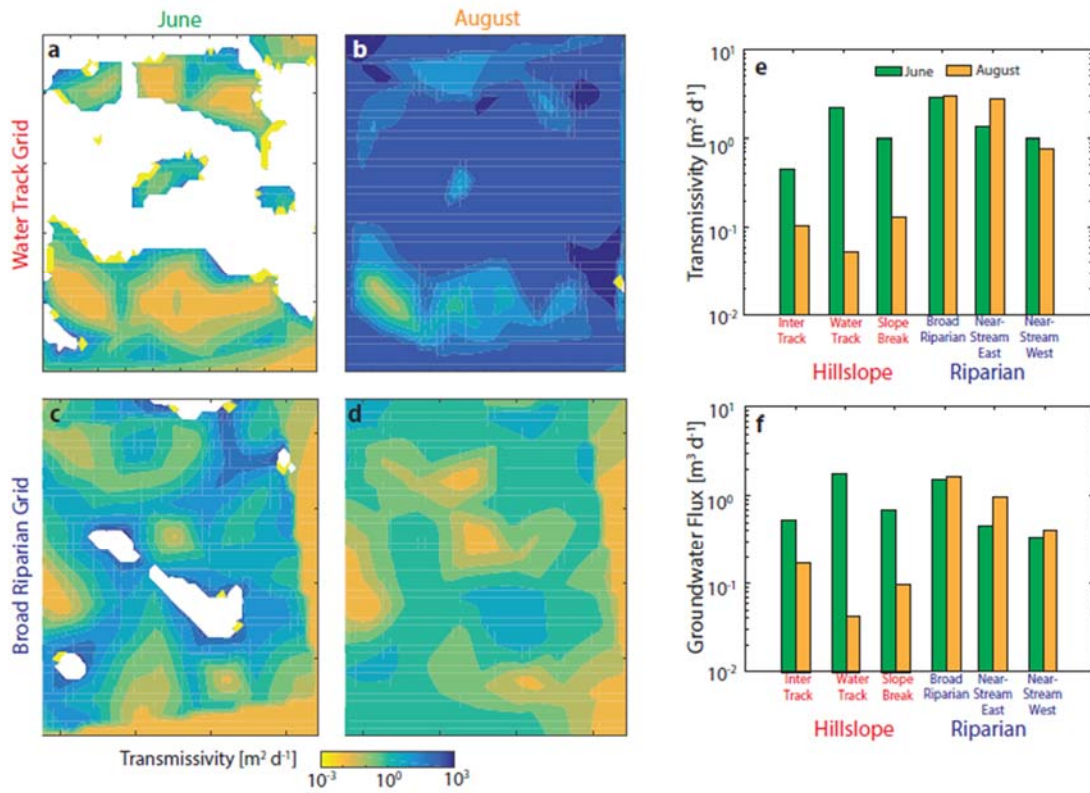 June
August
Water Track Grid
Broad Riparian Grid
a
b
c
d
Transmissivity [m² d⁻¹]
10⁻³
10⁰
10³
e
June
August
Transmissivity [m² d⁻¹]
10¹
10⁰
10⁻¹
10⁻²
Inter
Track
Water
Track
Slope
Break
Broad
Riparian
Near-
Stream
East
Near-
Stream
West
Hillslope
Riparian
f
Groundwater Flux [m³ d⁻¹]
10¹
10⁰
10⁻¹
10⁻²
Inter
Track
Water
Track
Slope
Break
Broad
Riparian
Near-
Stream
East
Near-
Stream
West
Hillslope
Riparian